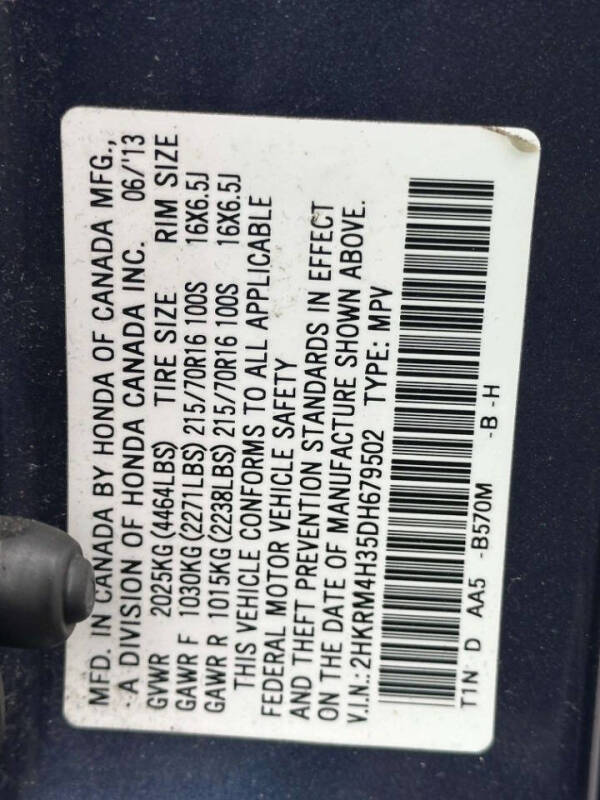 MFD. IN CANADA BY HONDA OF CANADA MFG.,
A DIVISION OF HONDA CANADA INC. 06/'13
GVWR 2025KG(4464LBS) TIRE SIZE RIM SIZE
GAWR F 1030KG(2271LBS) 215/70R16 100S 16X6.5J
GAWR R 1015KG(2238LBS) 215/70R16 100S 16X6.5J
THIS VEHICLE CONFORMS TO ALL APPLICABLE
FEDERAL MOTOR VEHICLE SAFETY
AND THEFT PREVENTION STANDARDS IN EFFECT
ON THE DATE OF MANUFACTURE SHOWN ABOVE.
V.I.N.: 2HKRM4H35DH679502 TYPE: MPV
T1N D AA5 -B570M -B -H